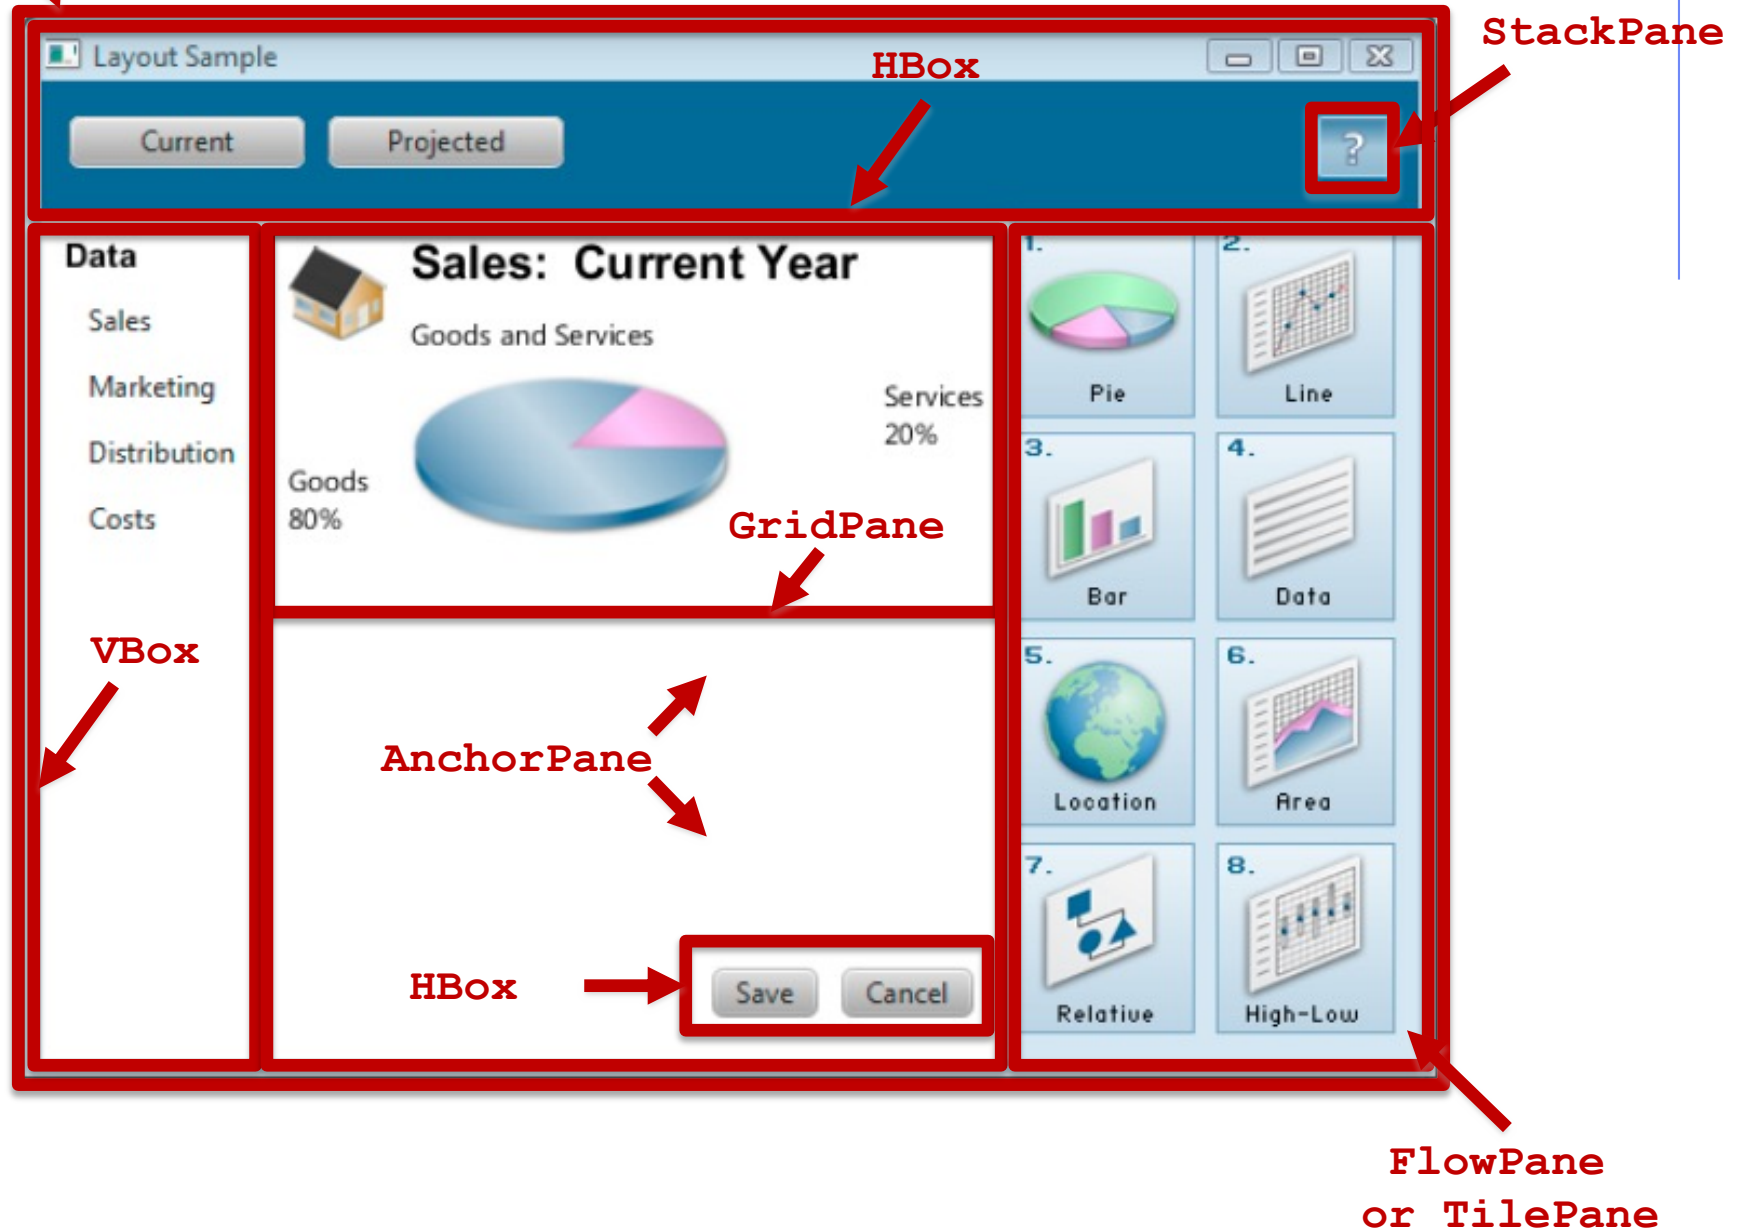 StackPane
Layout Sample
HBox
Current
Projected
?
Data
Sales
Marketing
Distribution
Costs
VBox
Sales: Current Year
Goods and Services
Services
20%
Goods
80%
GridPane
AnchorPane
HBox
Save
Cancel
1.
Pie
2.
Line
3.
Bar
4.
Data
5.
Location
6.
Area
7.
Relative
8.
High-Low
FlowPane
or TilePane